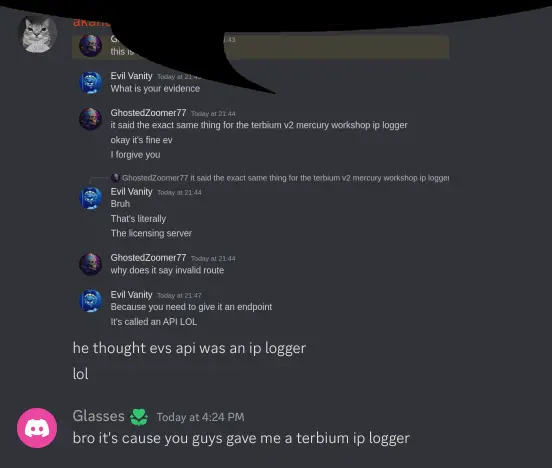 this is
Evil Vanity
What is your evidence
GhostedZoomer77 Today at 21:44
it said the exact same thing for the terbium v2 mercury workshop ip logger
okay it's fine ev
I forgive you
GhostedZoomer77 it said the exact same thing for the terbium v2 mercury workshop ip logger
Evil Vanity Today at 21:44
Bruh
That's literally
The licensing server
GhostedZoomer77 Today at 21:44
why does it say invalid route
Evil Vanity Today at 21:47
Because you need to give it an endpoint
It's called an API LOL
he thought evs api was an ip logger
lol
Glasses Today at 4:24 PM
bro it's cause you guys gave me a terbium ip logger